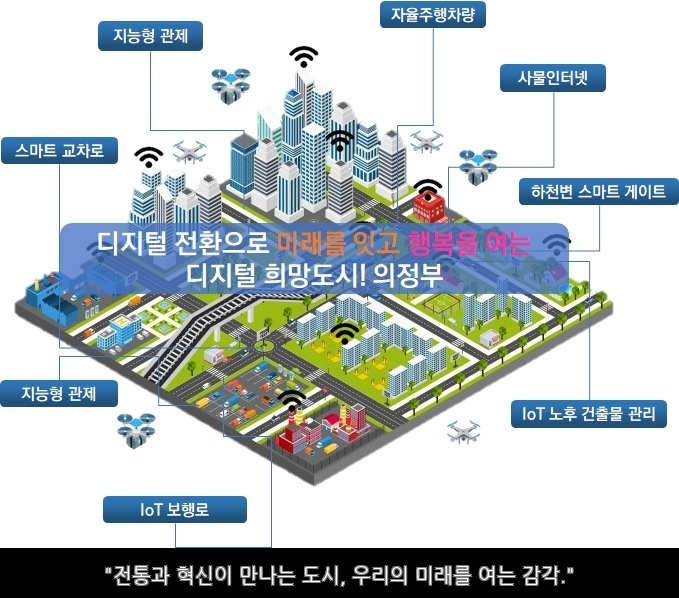 자율주행차량
지능형 관제
사물인터넷
스마트 교차로
하천변 스마트 게이트
디지털 전환으로 미래를 잇고 행복을 여는
디지털 희망도시! 의정부
지능형 관제
IoT 노후 건출물 관리
IoT 보행로
"전통과 혁신이 만나는 도시, 우리의 미래를 여는 감각."